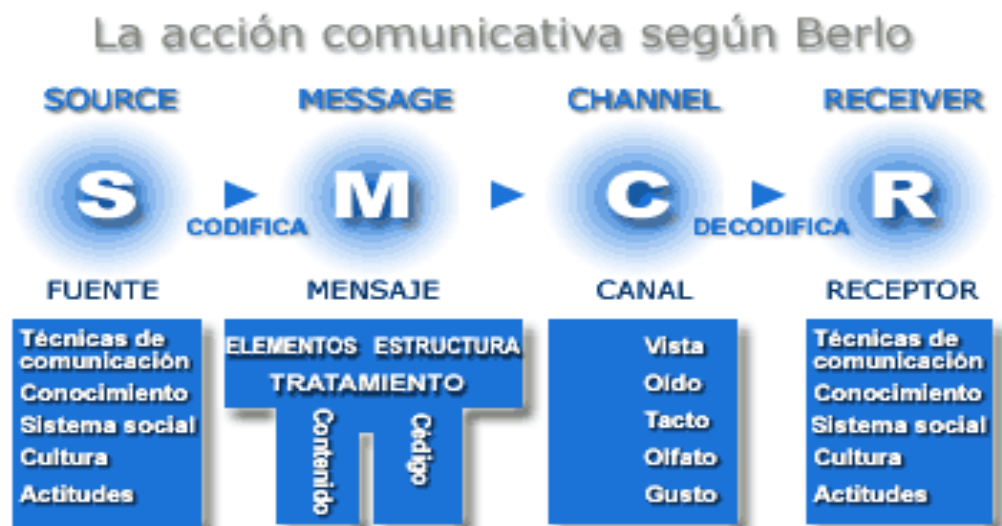 La acción comunicativa según Berlo
SOURCE MESSAGE CHANNEL RECEIVER
S M C R
CODIFICA DECODIFICA
FUENTE MENSAJE CANAL RECEPTOR
Técnicas de
comunicación
Conocimiento
Sistema social
Cultura
Actitudes
ELEMENTOS ESTRUCTURA
TRATAMIENTO
Contenido
Código
Vista
Oído
Tacto
Olfato
Gusto
Técnicas de
comunicación
Conocimiento
Sistema social
Cultura
Actitudes